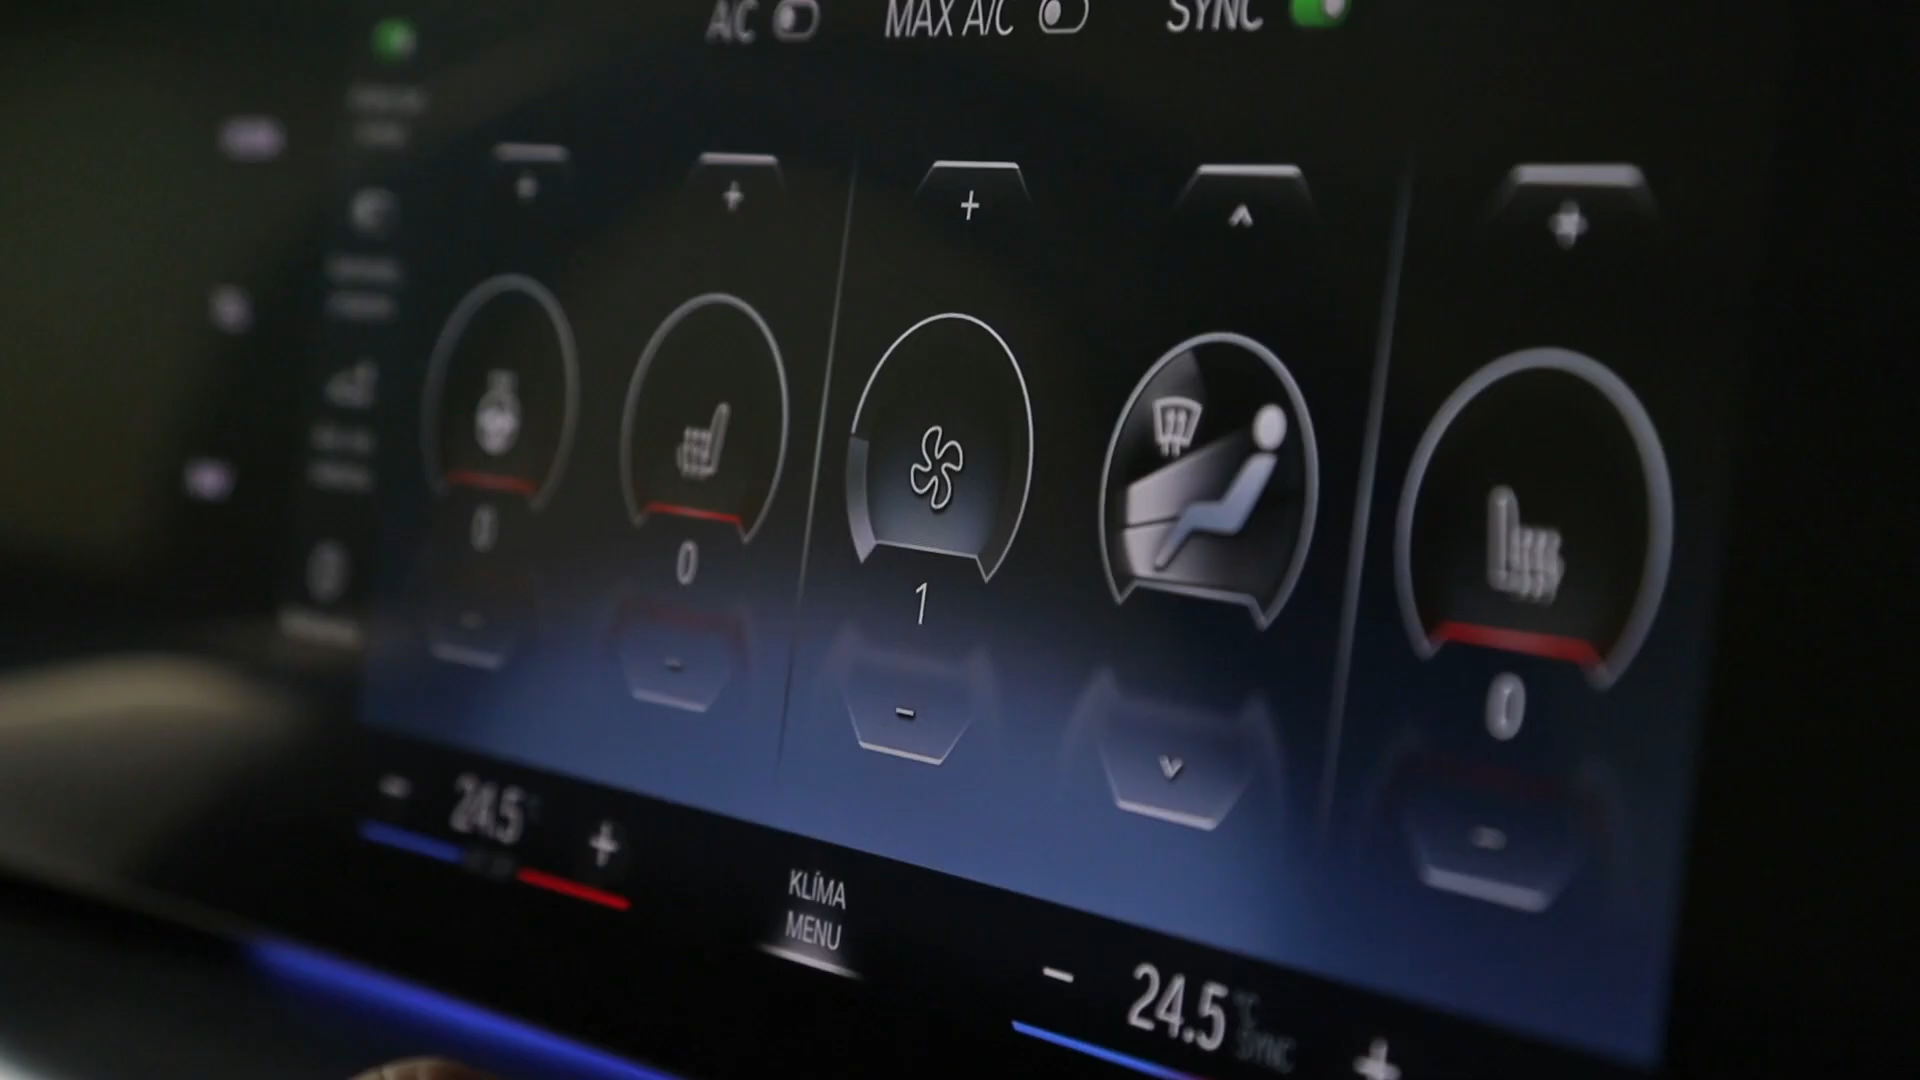 AC
MAX A/C
SYNC
+
+
+
+
0
0
1
0
-
-
-
-
- 24.5 +
KLÍMA
MENU
- 24.5 °C +
SYNC